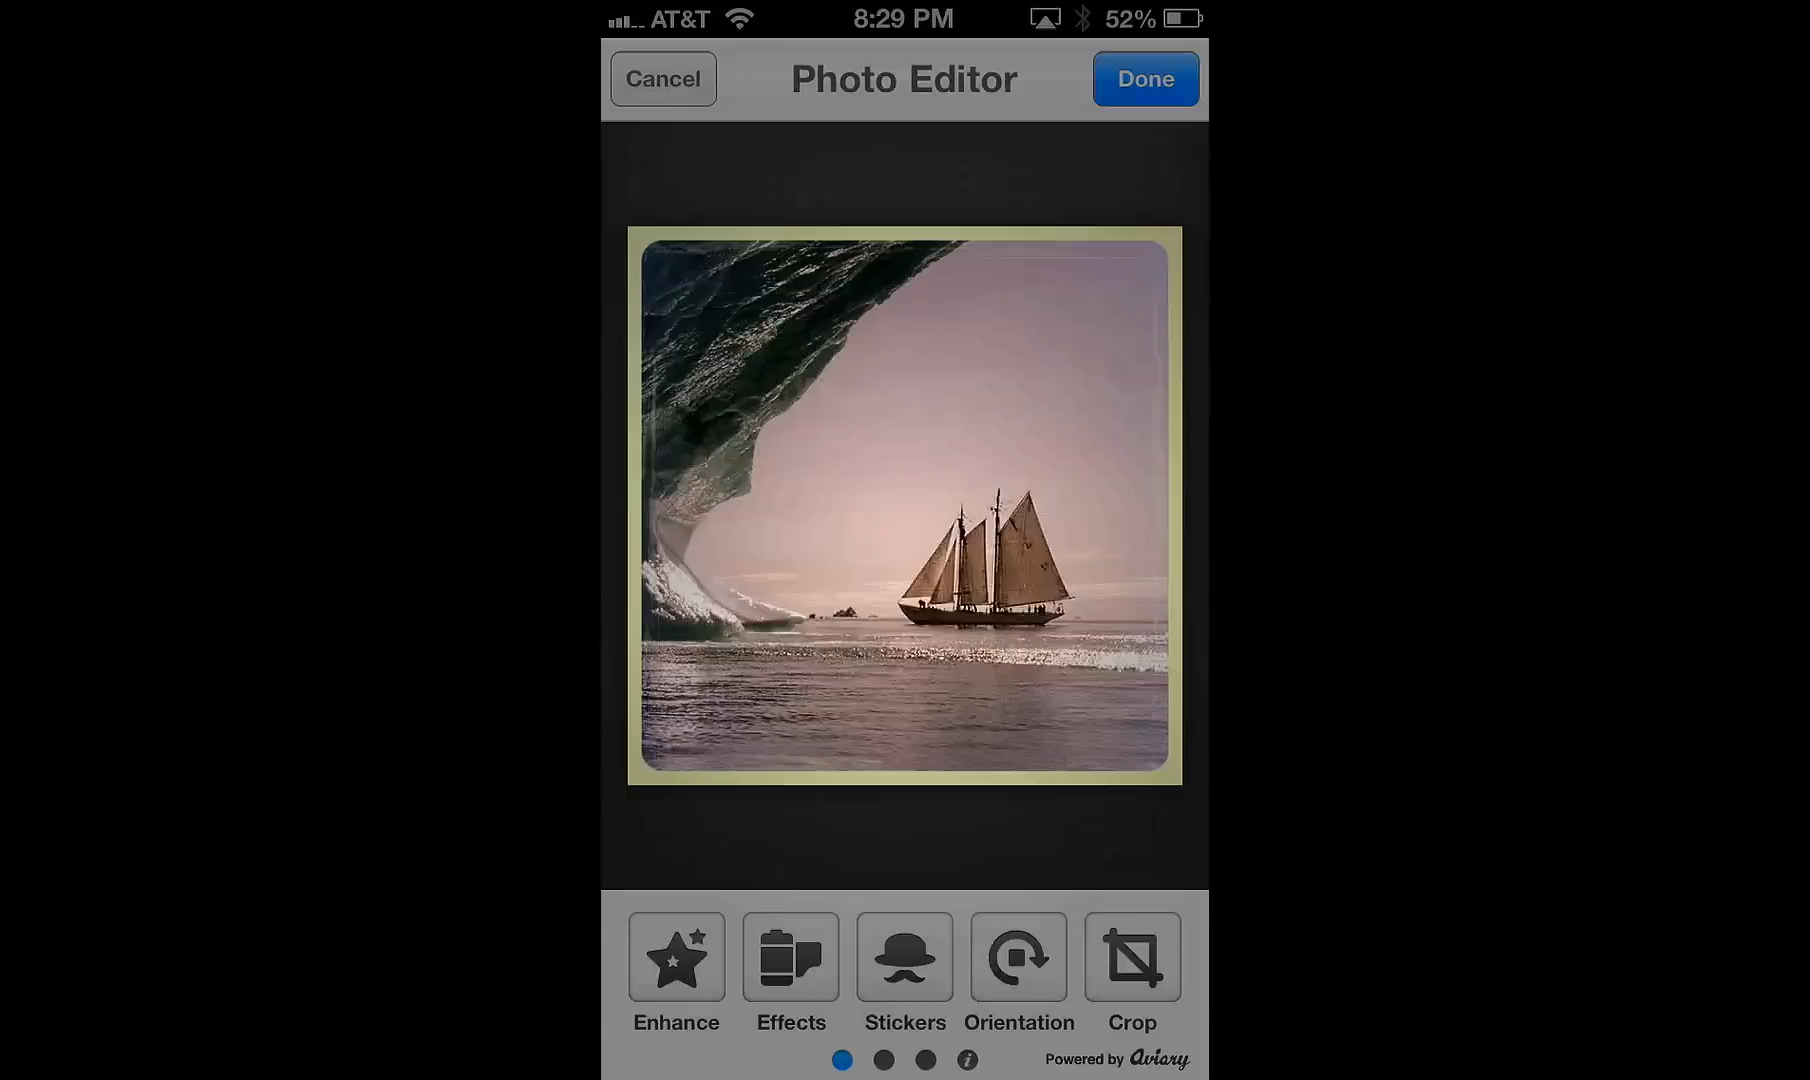 AT&T 8:29 PM 52%
Cancel Photo Editor Done
Enhance Effects Stickers Orientation Crop
Powered by Aviary